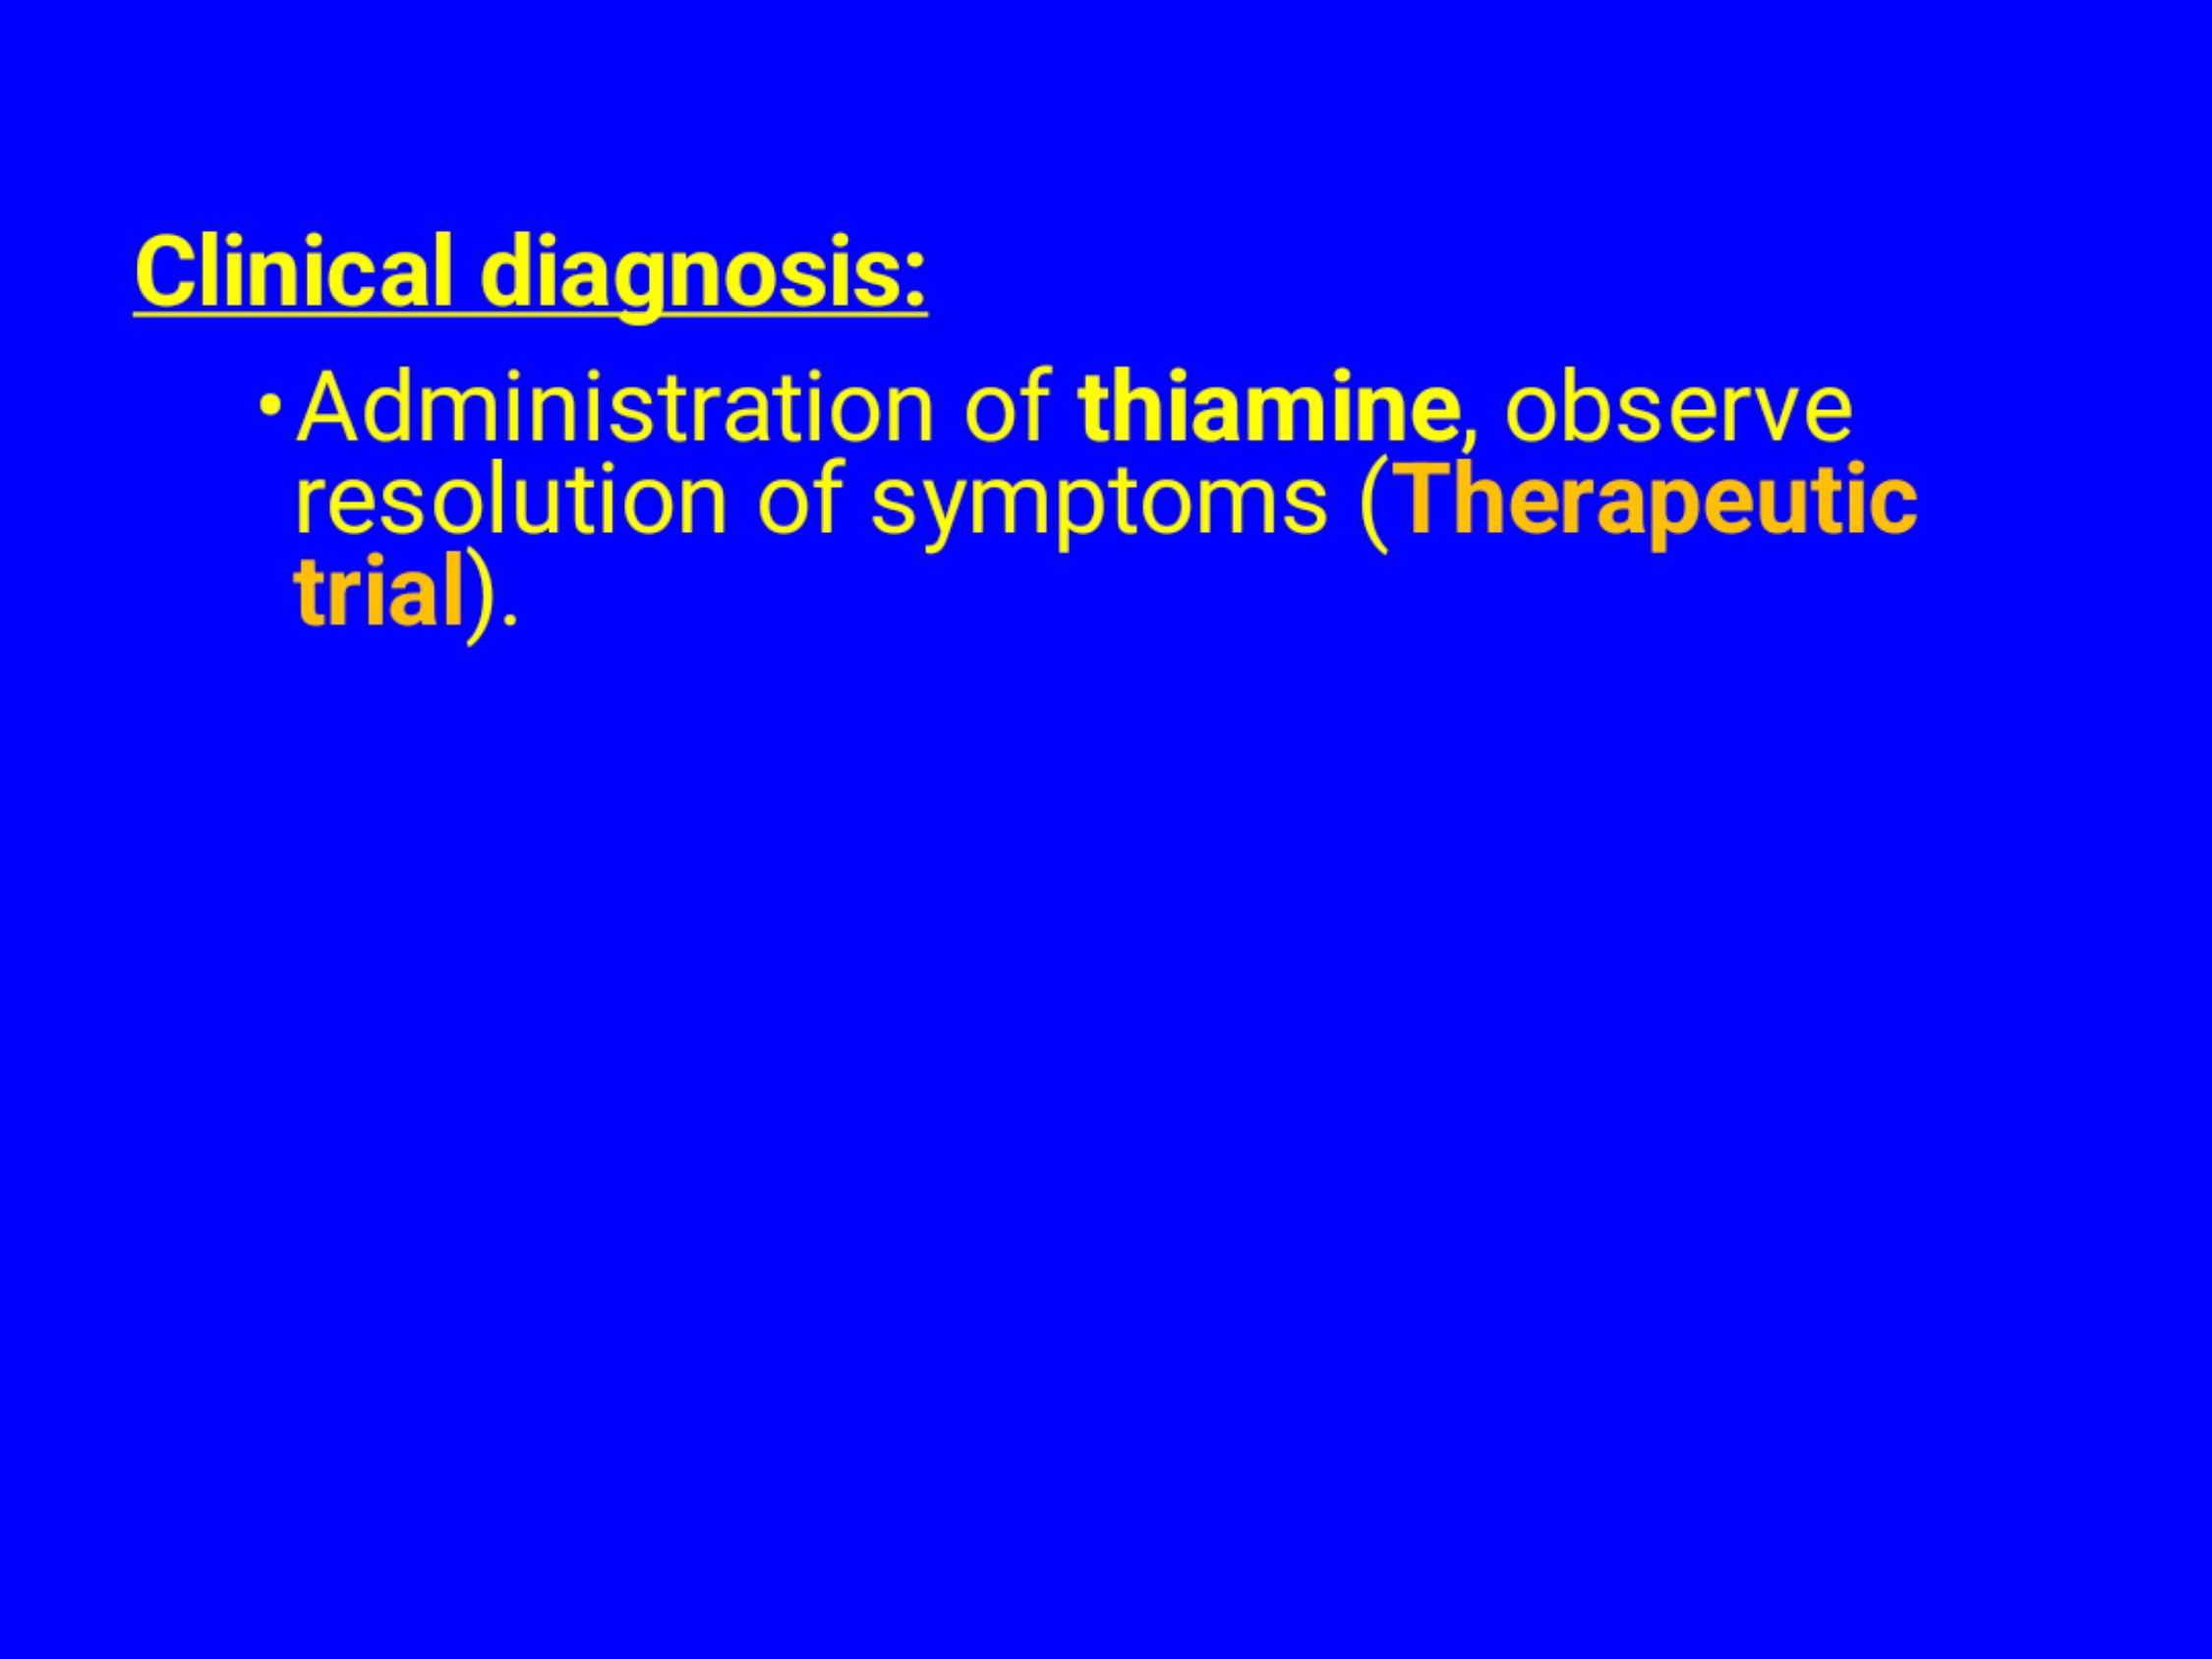 Clinical diagnosis:
•Administration of thiamine, observe
resolution of symptoms (Therapeutic
trial).